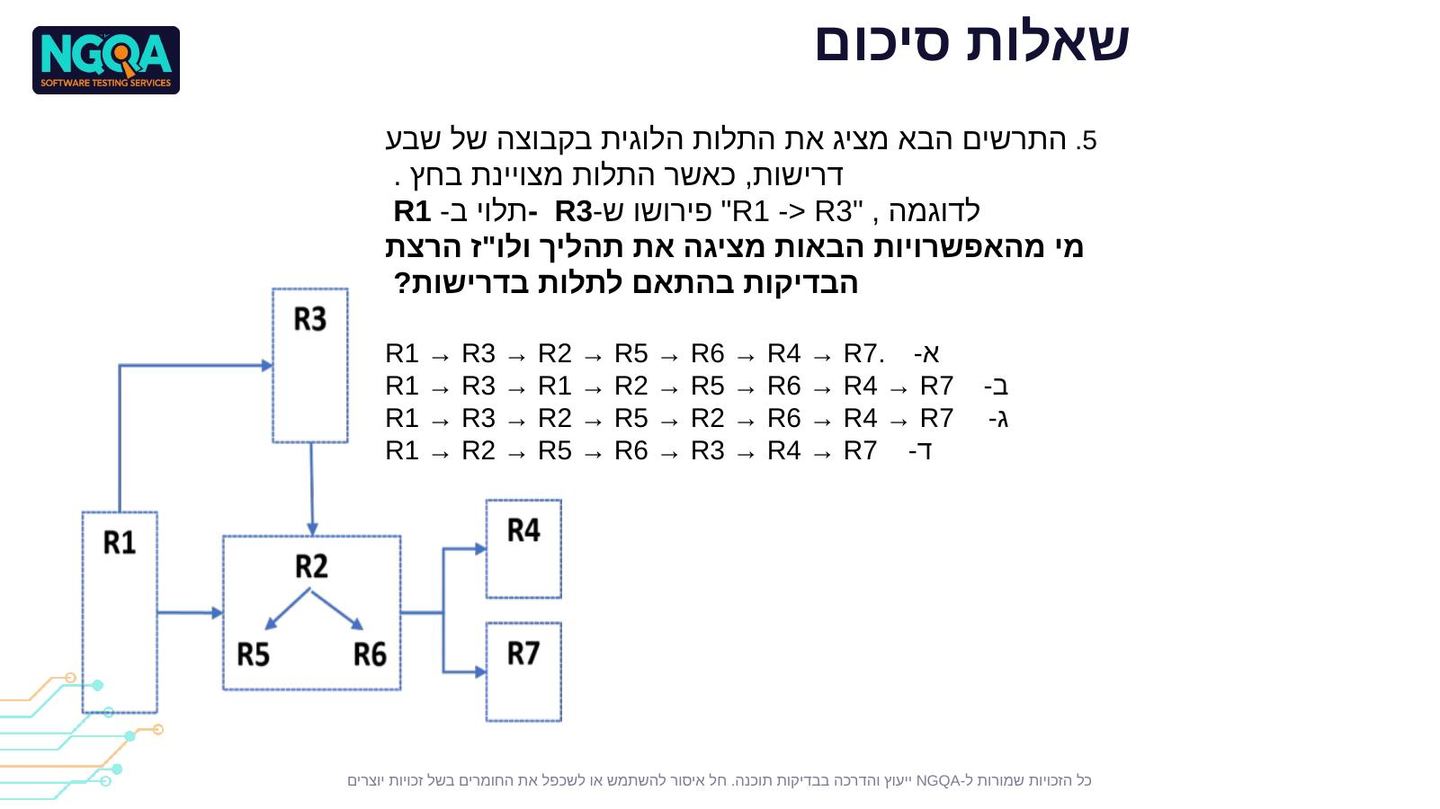 NGQA
SOFTWARE TESTING SERVICES
שאלות סיכום
5. התרשים הבא מציג את התלות הלוגית בקבוצה של שבע
דרישות, כאשר התלות מצויינת בחץ .
לדוגמה , "R1 -> R3" פירושו ש-R3 -תלוי ב- R1
מי מהאפשרויות הבאות מציגה את תהליך ולו"ז הרצת
הבדיקות בהתאם לתלות בדרישות?
א- R1 → R3 → R2 → R5 → R6 → R4 → R7.
ב- R1 → R3 → R1 → R2 → R5 → R6 → R4 → R7
ג- R1 → R3 → R2 → R5 → R2 → R6 → R4 → R7
ד- R1 → R2 → R5 → R6 → R3 → R4 → R7
R3
R1
R2
R5
R6
R4
R7
כל הזכויות שמורות ל-NGQA ייעוץ והדרכה בבדיקות תוכנה. חל איסור להשתמש או לשכפל את החומרים בשל זכויות יוצרים